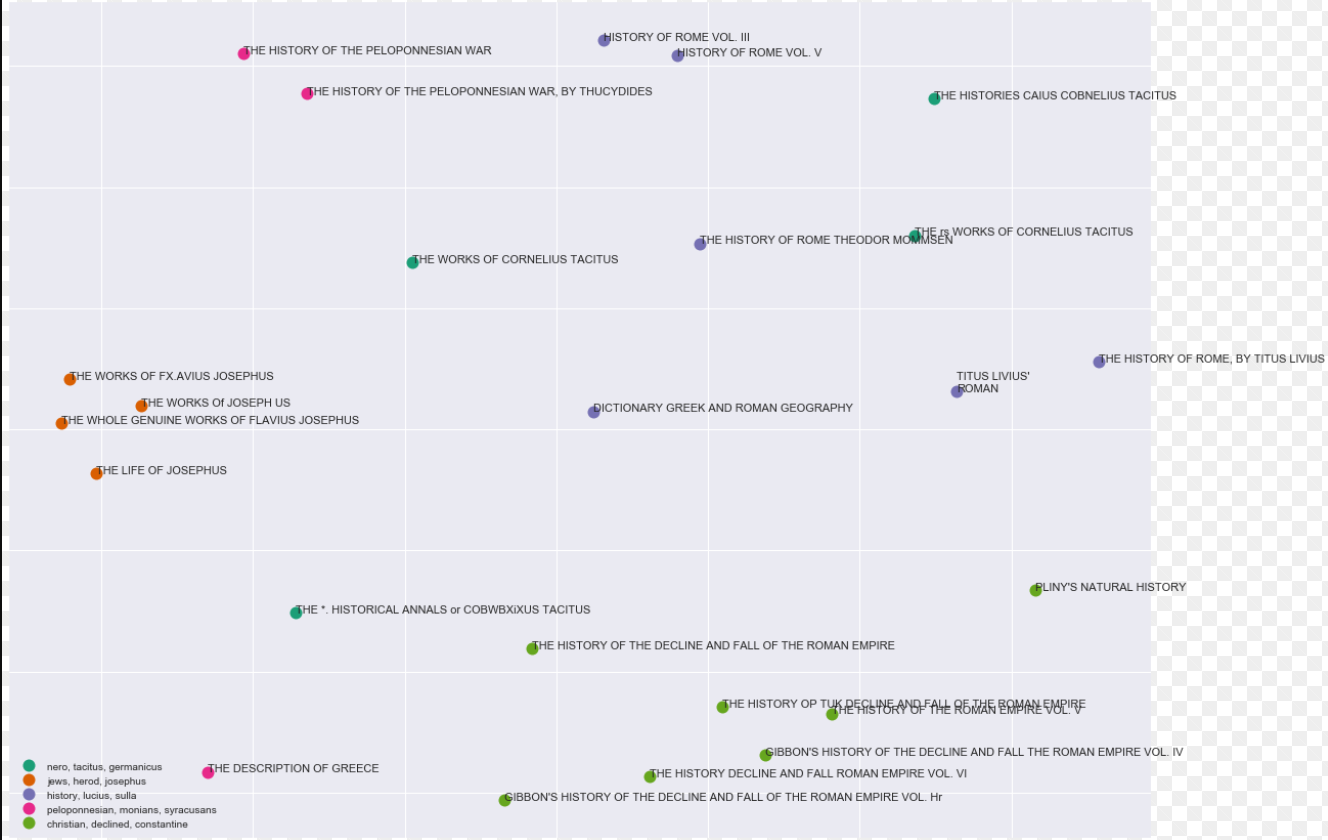 HISTORY OF ROME VOL. III
THE HISTORY OF THE PELOPONNESIAN WAR
HISTORY OF ROME VOL. V
THE HISTORY OF THE PELOPONNESIAN WAR, BY THUCYDIDES
THE HISTORIES CAIUS COBNELIUS TACITUS
THE rs WORKS OF CORNELIUS TACITUS
THE HISTORY OF ROME THEODOR MOMMSEN
THE WORKS OF CORNELIUS TACITUS
THE HISTORY OF ROME, BY TITUS LIVIUS
THE WORKS OF FX.AVIUS JOSEPHUS
TITUS LIVIUS'
ROMAN
THE WORKS Of JOSEPH US
DICTIONARY GREEK AND ROMAN GEOGRAPHY
THE WHOLE GENUINE WORKS OF FLAVIUS JOSEPHUS
THE LIFE OF JOSEPHUS
PLINY'S NATURAL HISTORY
THE *. HISTORICAL ANNALS or COBWBXiXUS TACITUS
THE HISTORY OF THE DECLINE AND FALL OF THE ROMAN EMPIRE
THE HISTORY OP TUK DECLINE AND FALL OF THE ROMAN EMPIRE
THE HISTORY OF THE ROMAN EMPIRE VOL. V
GIBBON'S HISTORY OF THE DECLINE AND FALL THE ROMAN EMPIRE VOL. IV
THE DESCRIPTION OF GREECE
THE HISTORY DECLINE AND FALL ROMAN EMPIRE VOL. VI
GIBBON'S HISTORY OF THE DECLINE AND FALL OF THE ROMAN EMPIRE VOL. Hr
nero, tacitus, germanicus
jews, herod, josephus
history, lucius, sulla
peloponnesian, monians, syracusans
christian, declined, constantine